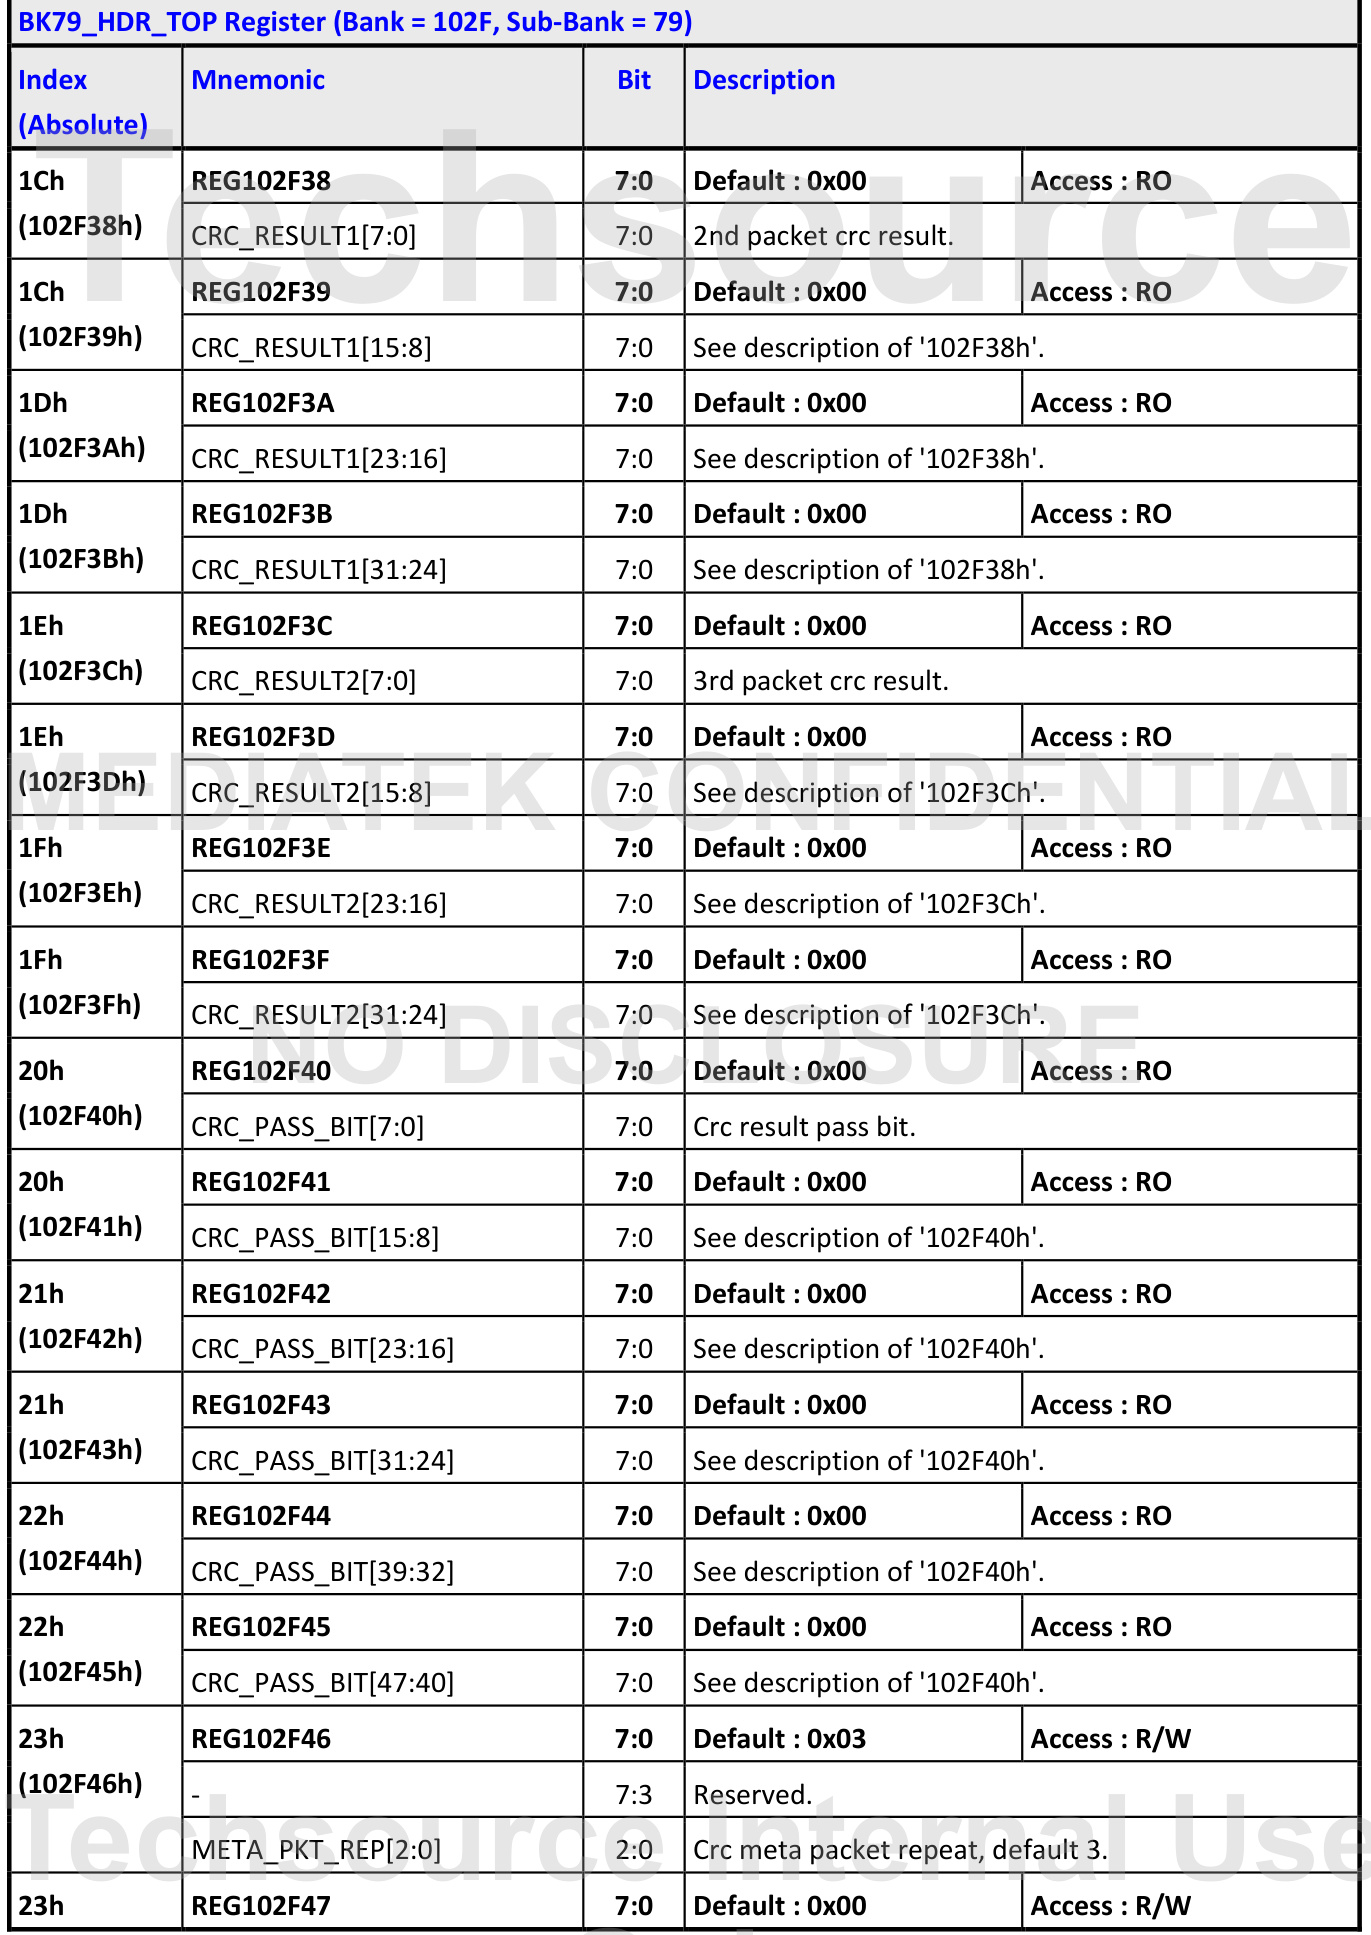 BK79_HDR_TOP Register (Bank = 102F, Sub-Bank = 79)
Index (Absolute) Mnemonic Bit Description
1Ch (102F38h) REG102F38 7:0 Default : 0x00 Access : RO
CRC_RESULT1[7:0] 7:0 2nd packet crc result.
1Ch (102F39h) REG102F39 7:0 Default : 0x00 Access : RO
CRC_RESULT1[15:8] 7:0 See description of '102F38h'.
1Dh (102F3Ah) REG102F3A 7:0 Default : 0x00 Access : RO
CRC_RESULT1[23:16] 7:0 See description of '102F38h'.
1Dh (102F3Bh) REG102F3B 7:0 Default : 0x00 Access : RO
CRC_RESULT1[31:24] 7:0 See description of '102F38h'.
1Eh (102F3Ch) REG102F3C 7:0 Default : 0x00 Access : RO
CRC_RESULT2[7:0] 7:0 3rd packet crc result.
1Eh (102F3Dh) REG102F3D 7:0 Default : 0x00 Access : RO
CRC_RESULT2[15:8] 7:0 See description of '102F3Ch'.
1Fh (102F3Eh) REG102F3E 7:0 Default : 0x00 Access : RO
CRC_RESULT2[23:16] 7:0 See description of '102F3Ch'.
1Fh (102F3Fh) REG102F3F 7:0 Default : 0x00 Access : RO
CRC_RESULT2[31:24] 7:0 See description of '102F3Ch'.
20h (102F40h) REG102F40 7:0 Default : 0x00 Access : RO
CRC_PASS_BIT[7:0] 7:0 Crc result pass bit.
20h (102F41h) REG102F41 7:0 Default : 0x00 Access : RO
CRC_PASS_BIT[15:8] 7:0 See description of '102F40h'.
21h (102F42h) REG102F42 7:0 Default : 0x00 Access : RO
CRC_PASS_BIT[23:16] 7:0 See description of '102F40h'.
21h (102F43h) REG102F43 7:0 Default : 0x00 Access : RO
CRC_PASS_BIT[31:24] 7:0 See description of '102F40h'.
22h (102F44h) REG102F44 7:0 Default : 0x00 Access : RO
CRC_PASS_BIT[39:32] 7:0 See description of '102F40h'.
22h (102F45h) REG102F45 7:0 Default : 0x00 Access : RO
CRC_PASS_BIT[47:40] 7:0 See description of '102F40h'.
23h (102F46h) REG102F46 7:0 Default : 0x03 Access : R/W
- 7:3 Reserved.
META_PKT_REP[2:0] 2:0 Crc meta packet repeat, default 3.
23h REG102F47 7:0 Default : 0x00 Access : R/W
Techsource
MEDIATEK CONFIDENTIAL
NO DISCLOSURE
Techsource Internal Use